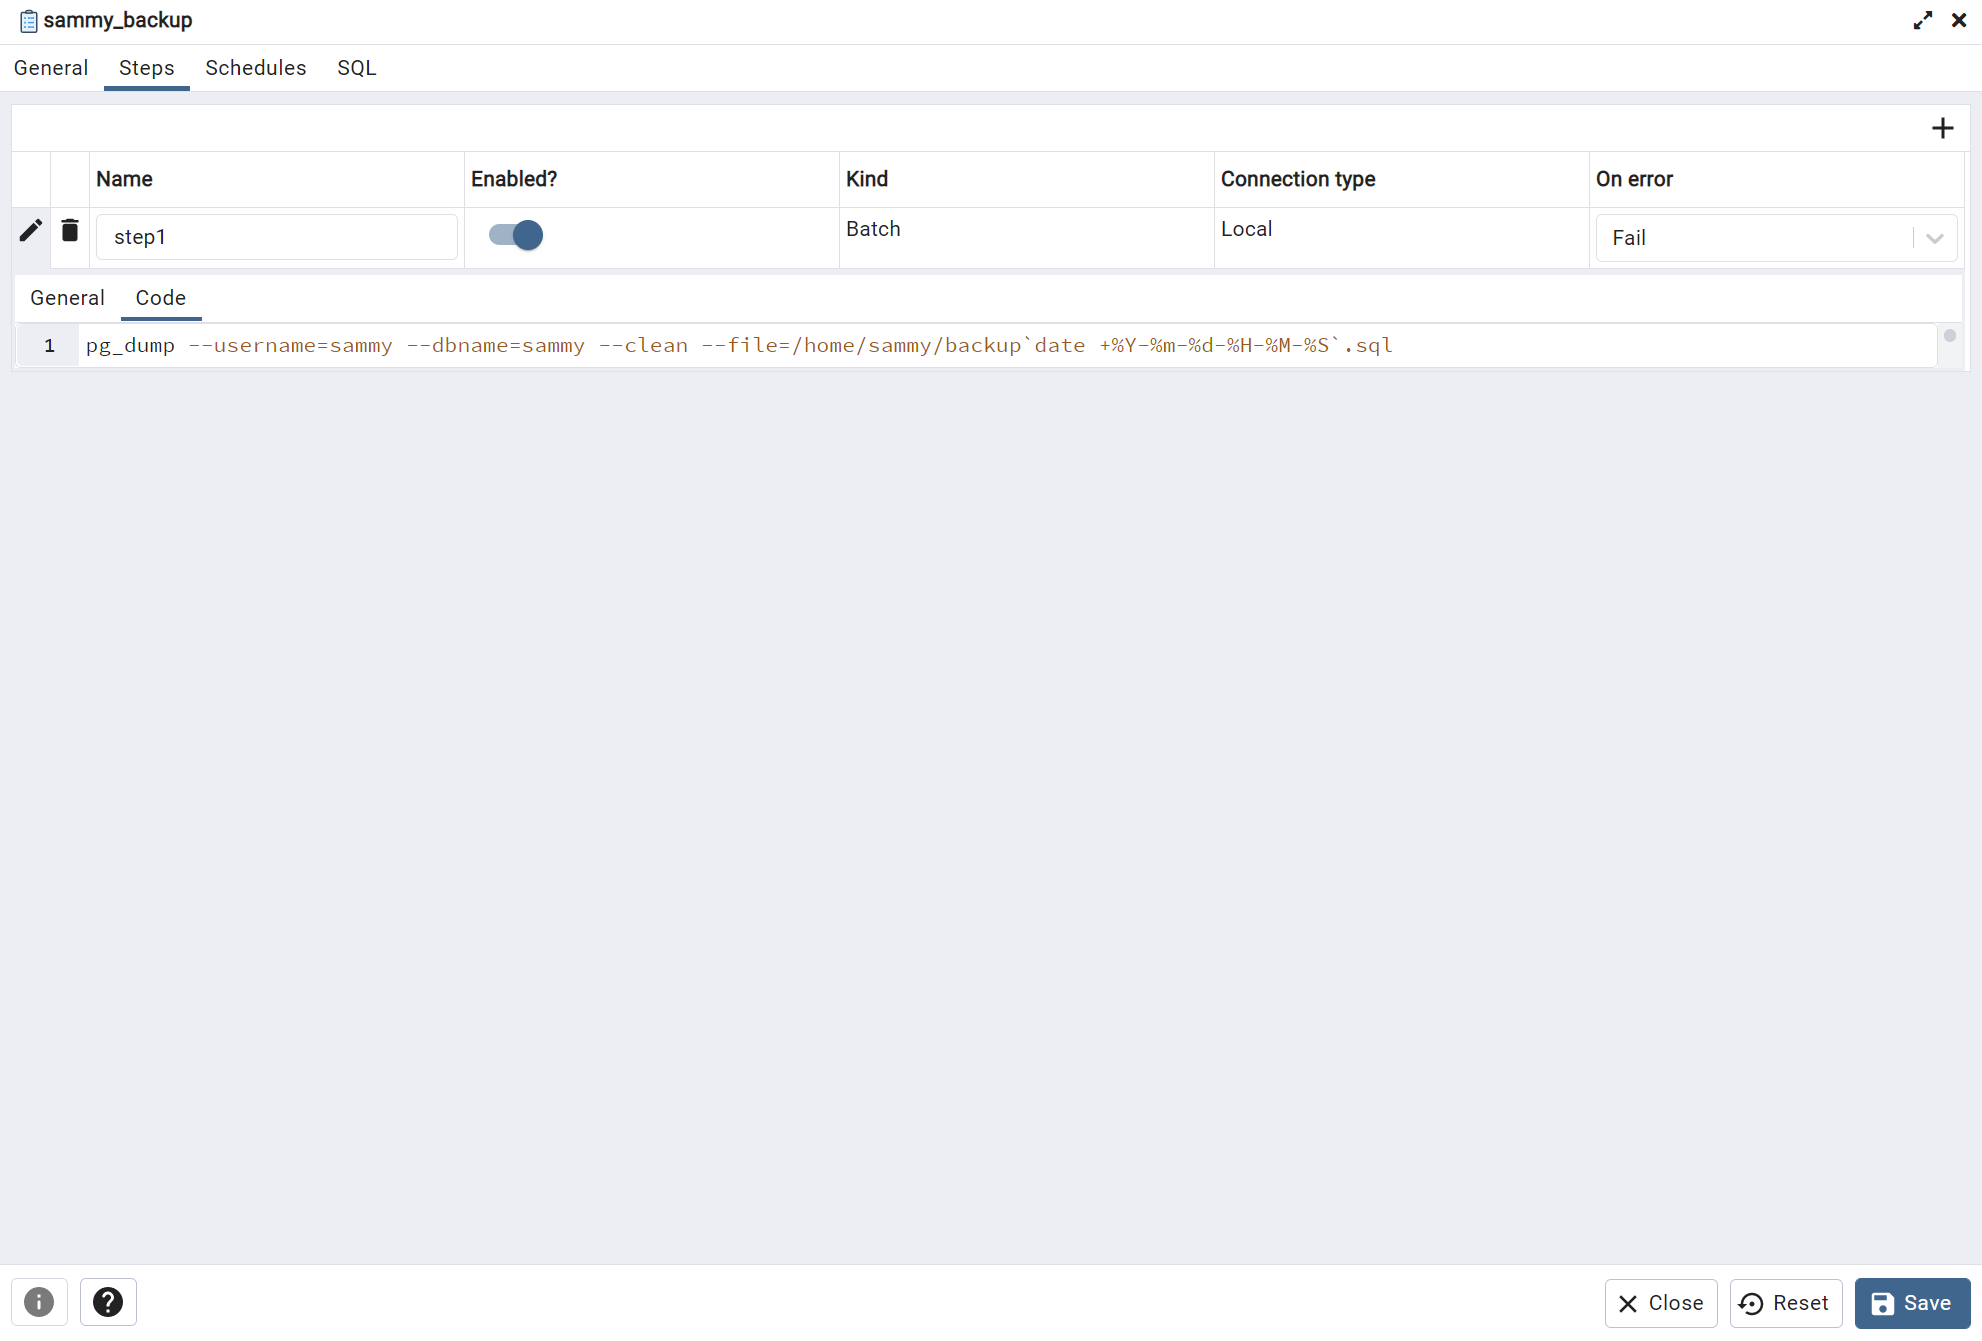 sammy_backup
General Steps Schedules SQL
Name Enabled? Kind Connection type On error
step1 Batch Local Fail
General Code
1 pg_dump --username=sammy --dbname=sammy --clean --file=/home/sammy/backup`date +%Y-%m-%d-%H-%M-%S`.sql
Close Reset Save